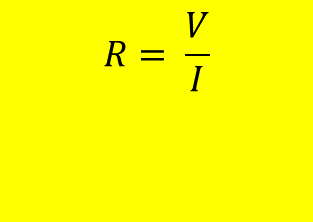 R = V/I